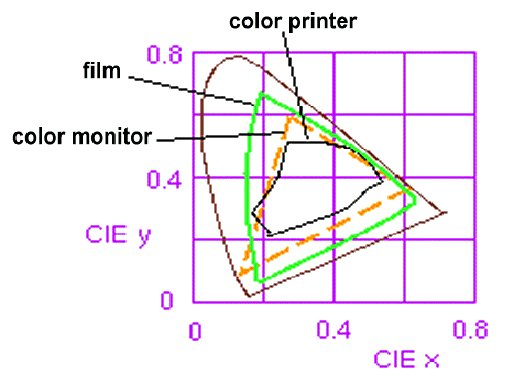 color printer
0.8
film
color monitor
0.4
CIE y
0
0
0.4
0.8
CIE x